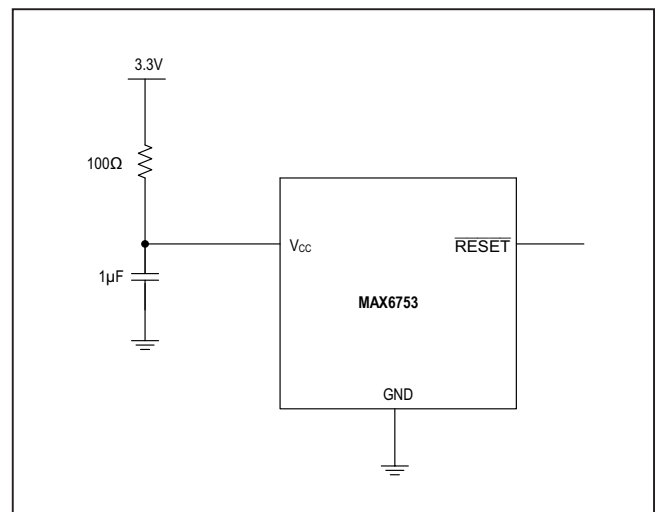 3.3V
100Ω
VCC
RESET
1µF
MAX6753
GND